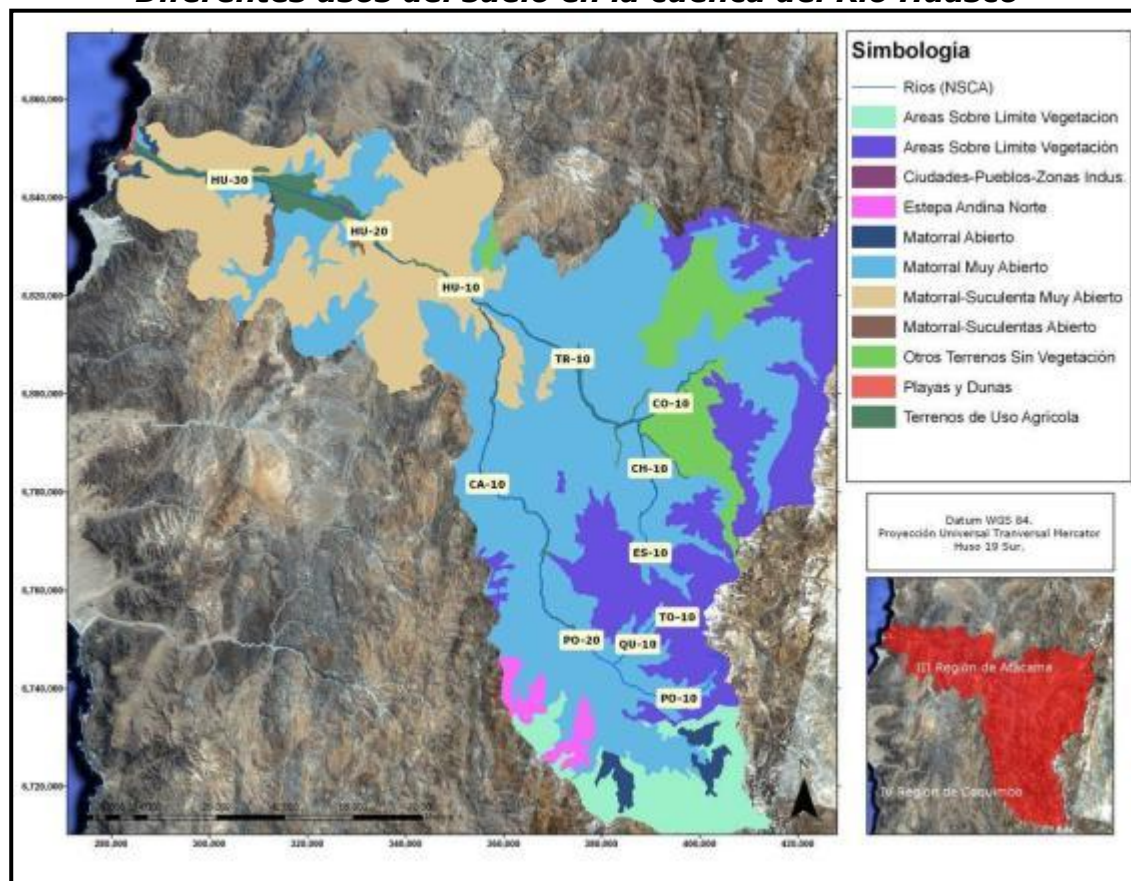 Diferentes usos del suelo en la cuenca del Río Huasco
Simbología
Rios (NSCA)
Areas Sobre Limite Vegetacion
Areas Sobre Limite Vegetación
Ciudades-Pueblos-Zonas Indus.
Estepa Andina Norte
Matorral Abierto
Matorral Muy Abierto
Matorral-Suculenta Muy Abierto
Matorral-Suculentas Abierto
Otros Terrenos Sin Vegetación
Playas y Dunas
Terrenos de Uso Agrícola
6,860,000
6,840,000
6,820,000
6,800,000
6,780,000
6,760,000
6,740,000
6,720,000
HU-30
HU-20
HU-10
TR-10
CO-10
CH-10
CA-10
ES-10
TO-10
PO-20
QU-10
PO-10
280,000
300,000
320,000
340,000
360,000
380,000
400,000
420,000
Datum WGS 84.
Proyección Universal Tranversal Mercator
Huso 19 Sur.
III Región de Atacama
IV Región de Coquimbo